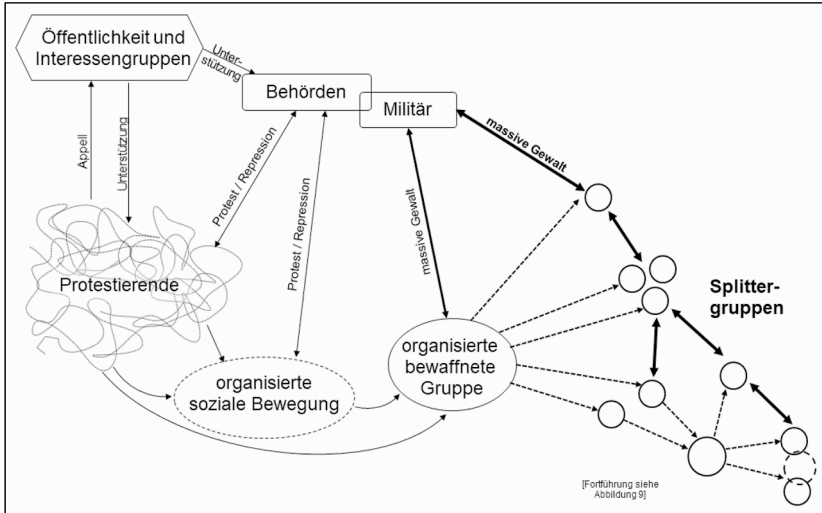 Öffentlichkeit und
Interessengruppen
Unter-
stützung
Behörden
Militär
Appell
Unterstützung
Protest / Repression
Protest / Repression
massive Gewalt
massive Gewalt
Protestierende
Splitter-
gruppen
organisierte
soziale Bewegung
organisierte
bewaffnete
Gruppe
[Fortführung siehe
Abbildung 9]